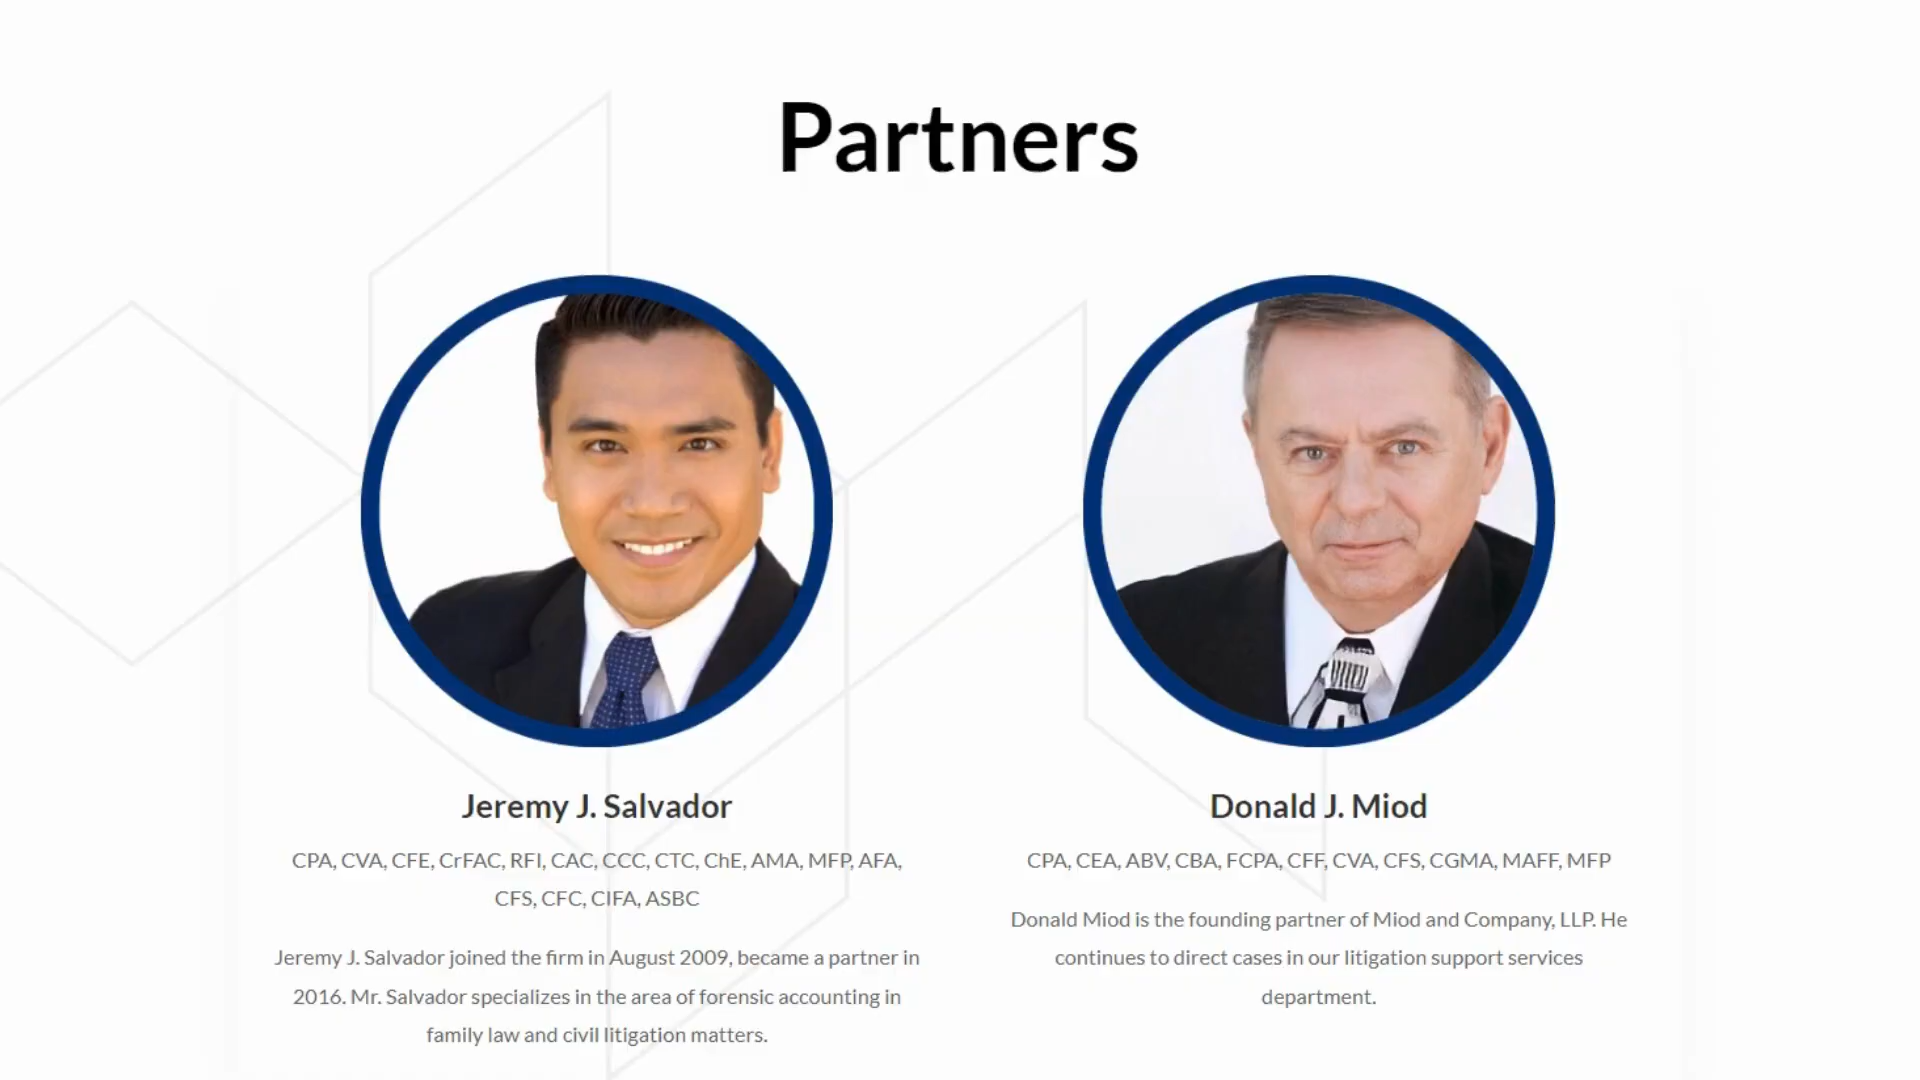 Partners
Jeremy J. Salvador
CPA, CVA, CFE, CrFAC, RFI, CAC, CCC, CTC, ChE, AMA, MFP, AFA,
CFS, CFC, CIFA, ASBC
Jeremy J. Salvador joined the firm in August 2009, became a partner in
2016. Mr. Salvador specializes in the area of forensic accounting in
family law and civil litigation matters.
Donald J. Miod
CPA, CEA, ABV, CBA, FCPA, CFF, CVA, CFS, CGMA, MAFF, MFP
Donald Miod is the founding partner of Miod and Company, LLP. He
continues to direct cases in our litigation support services
department.